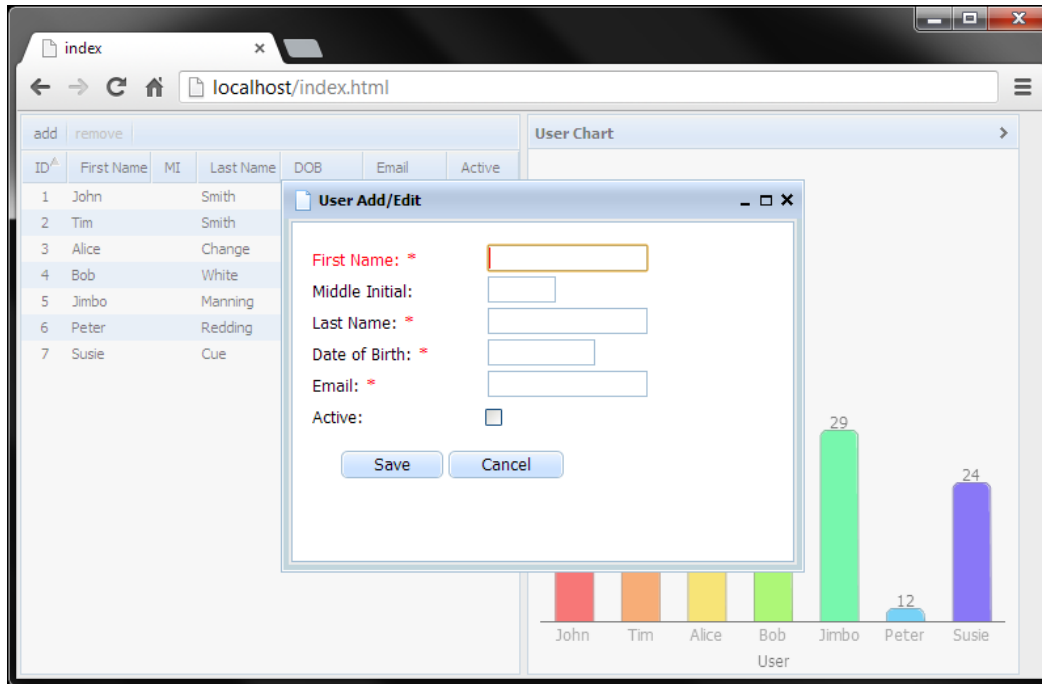 index
localhost/index.html
add remove
User Chart
ID First Name MI Last Name DOB Email Active
1 John Smith
2 Tim Smith
3 Alice Change
4 Bob White
5 Jimbo Manning
6 Peter Redding
7 Susie Cue
User Add/Edit
First Name: *
Middle Initial:
Last Name: *
Date of Birth: *
Email: *
Active:
Save Cancel
29
24
12
John Tim Alice Bob Jimbo Peter Susie
User